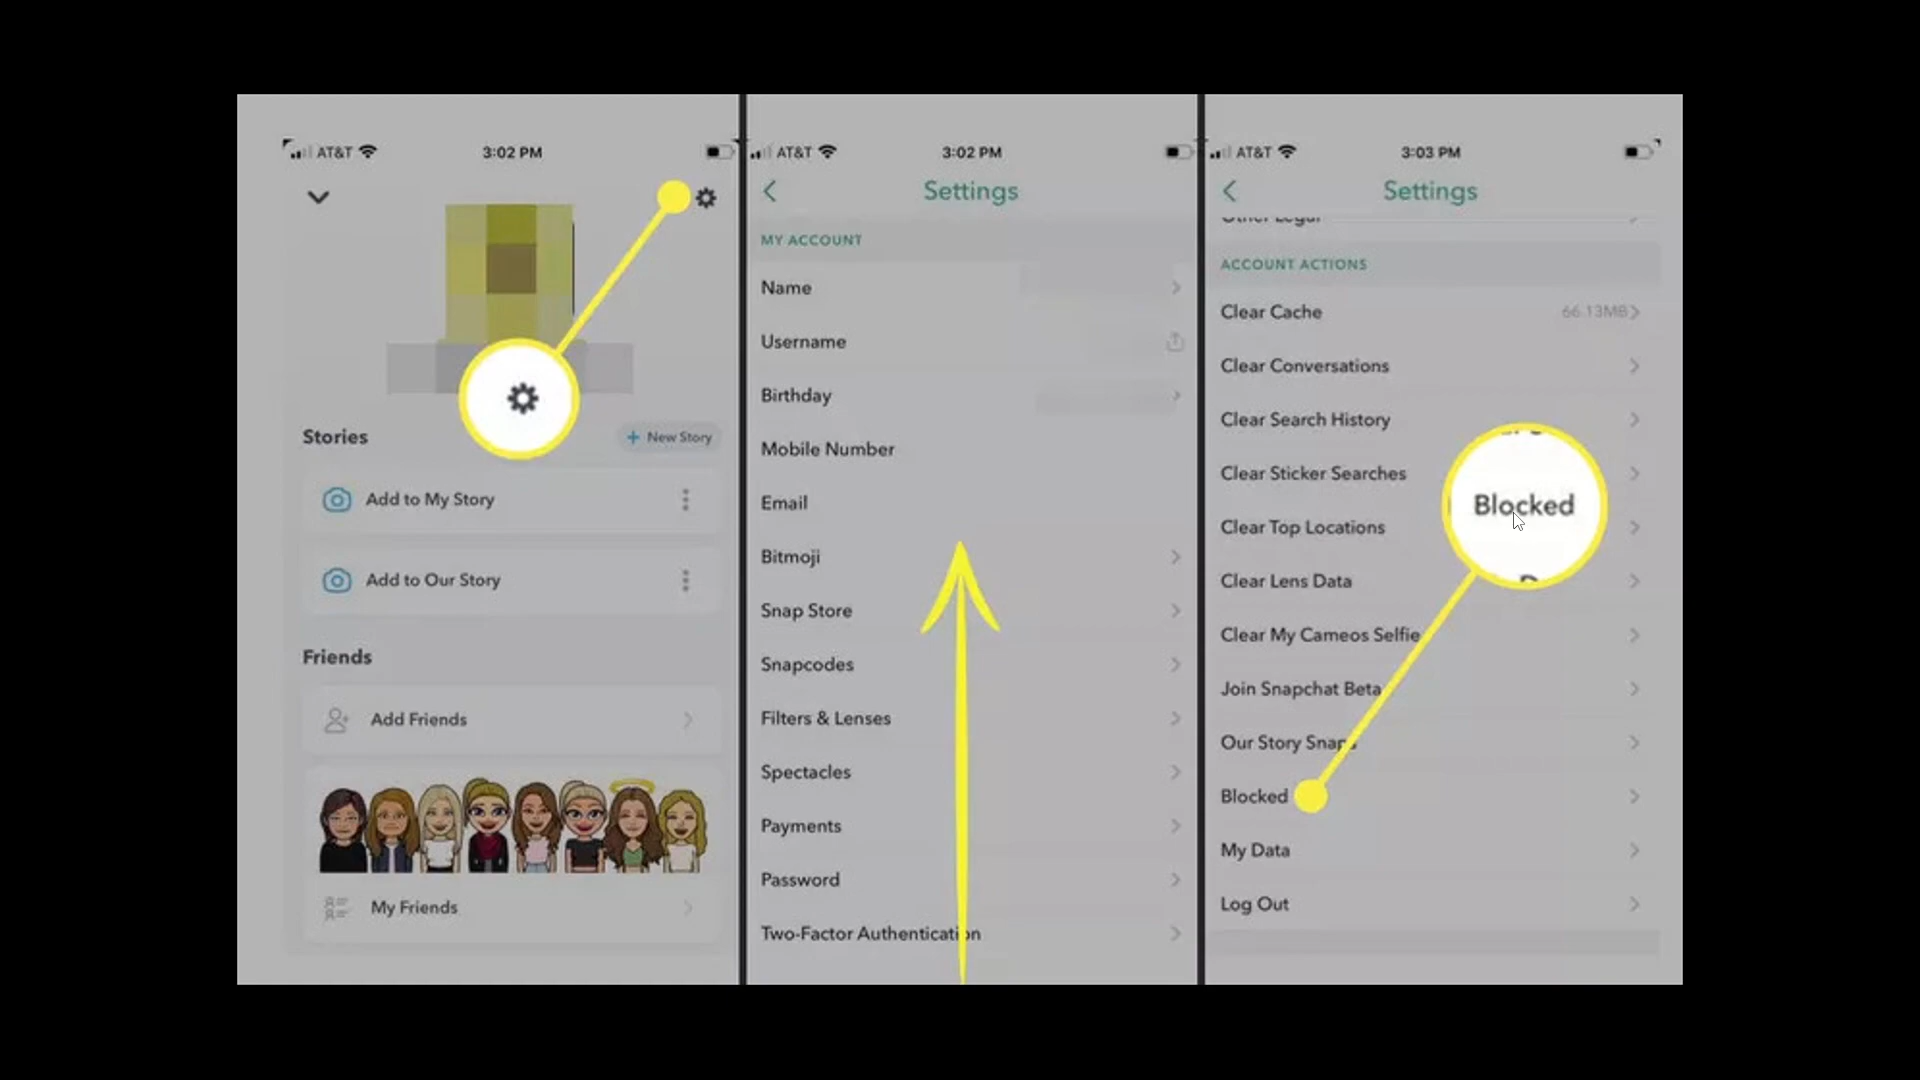 AT&T 3:02 PM
Stories
+ New Story
Add to My Story
Add to Our Story
Friends
Add Friends
My Friends
AT&T 3:02 PM
Settings
MY ACCOUNT
Name
Username
Birthday
Mobile Number
Email
Bitmoji
Snap Store
Snapcodes
Filters & Lenses
Spectacles
Payments
Password
Two-Factor Authentication
AT&T 3:03 PM
Settings
Other Legal
ACCOUNT ACTIONS
Clear Cache 66.13MB
Clear Conversations
Clear Search History
Clear Sticker Searches
Blocked
Clear Top Locations
Clear Lens Data
Clear My Cameos Selfie
Join Snapchat Beta
Our Story Snaps
Blocked
My Data
Log Out